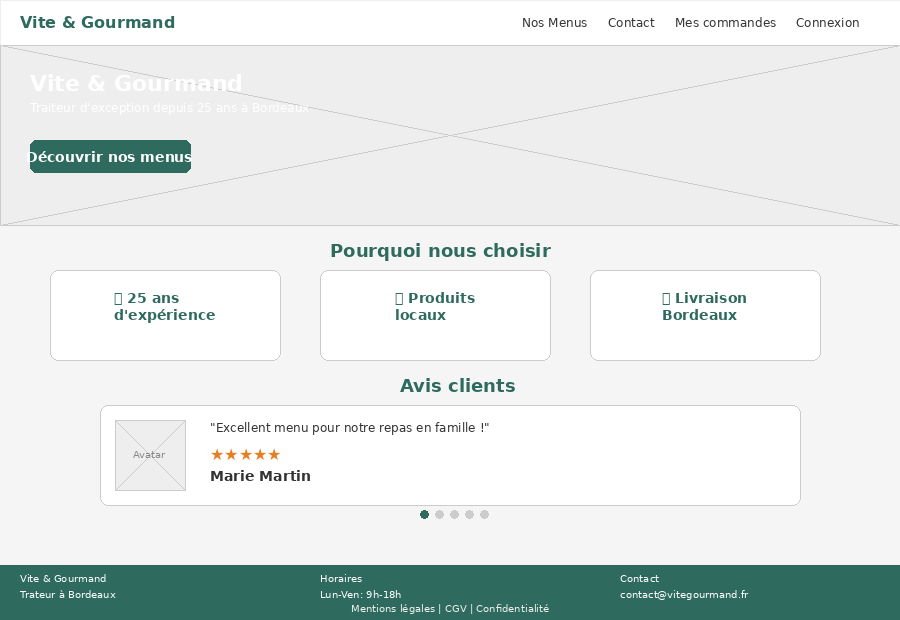 Vite & Gourmand
Nos Menus Contact Mes commandes Connexion
Vite & Gourmand
Traiteur d'exception depuis 25 ans à Bordeaux
Découvrir nos menus
Pourquoi nous choisir
25 ans
d'expérience
Produits
locaux
Livraison
Bordeaux
Avis clients
Avatar
"Excellent menu pour notre repas en famille !"
★★★★★
Marie Martin
Vite & Gourmand
Trateur à Bordeaux
Horaires
Lun-Ven: 9h-18h
Contact
contact@vitegourmand.fr
Mentions légales | CGV | Confidentialité